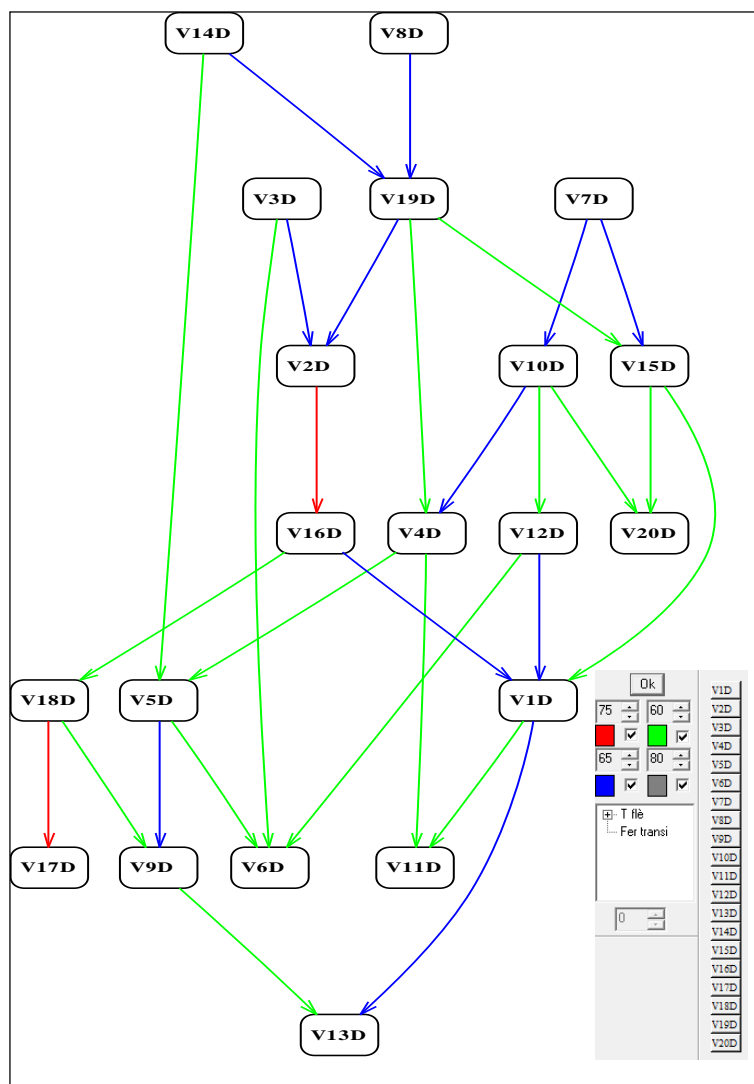 V14D
V8D
V3D
V19D
V7D
V2D
V10D
V15D
V16D
V4D
V12D
V20D
V18D
V5D
V1D
V17D
V9D
V6D
V11D
V13D
Ok
75
60
65
80
T flè
Fer transi
0
V1D
V2D
V3D
V4D
V5D
V6D
V7D
V8D
V9D
V10D
V11D
V12D
V13D
V14D
V15D
V16D
V17D
V18D
V19D
V20D